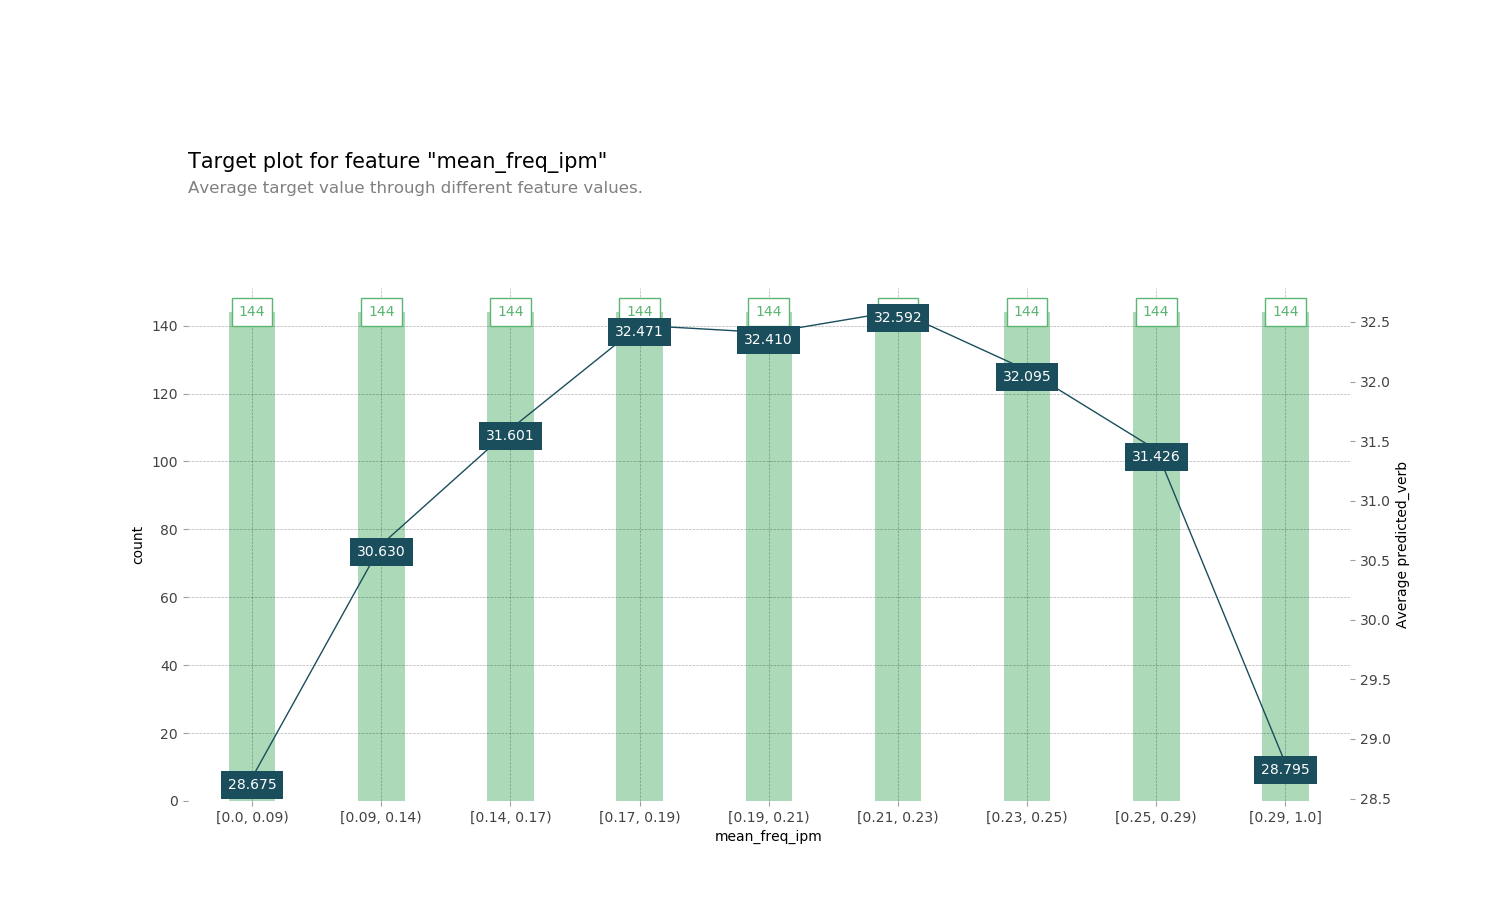 Target plot for feature "mean_freq_ipm"
Average target value through different feature values.
144 144 144 144 144 144 144 144
28.675 30.630 31.601 32.471 32.410 32.592 32.095 31.426 28.795
140
120
100
80
60
40
20
0
count
32.5
32.0
31.5
31.0
30.5
30.0
29.5
29.0
28.5
Average predicted_verb
[0.0, 0.09) [0.09, 0.14) [0.14, 0.17) [0.17, 0.19) [0.19, 0.21) [0.21, 0.23) [0.23, 0.25) [0.25, 0.29) [0.29, 1.0]
mean_freq_ipm